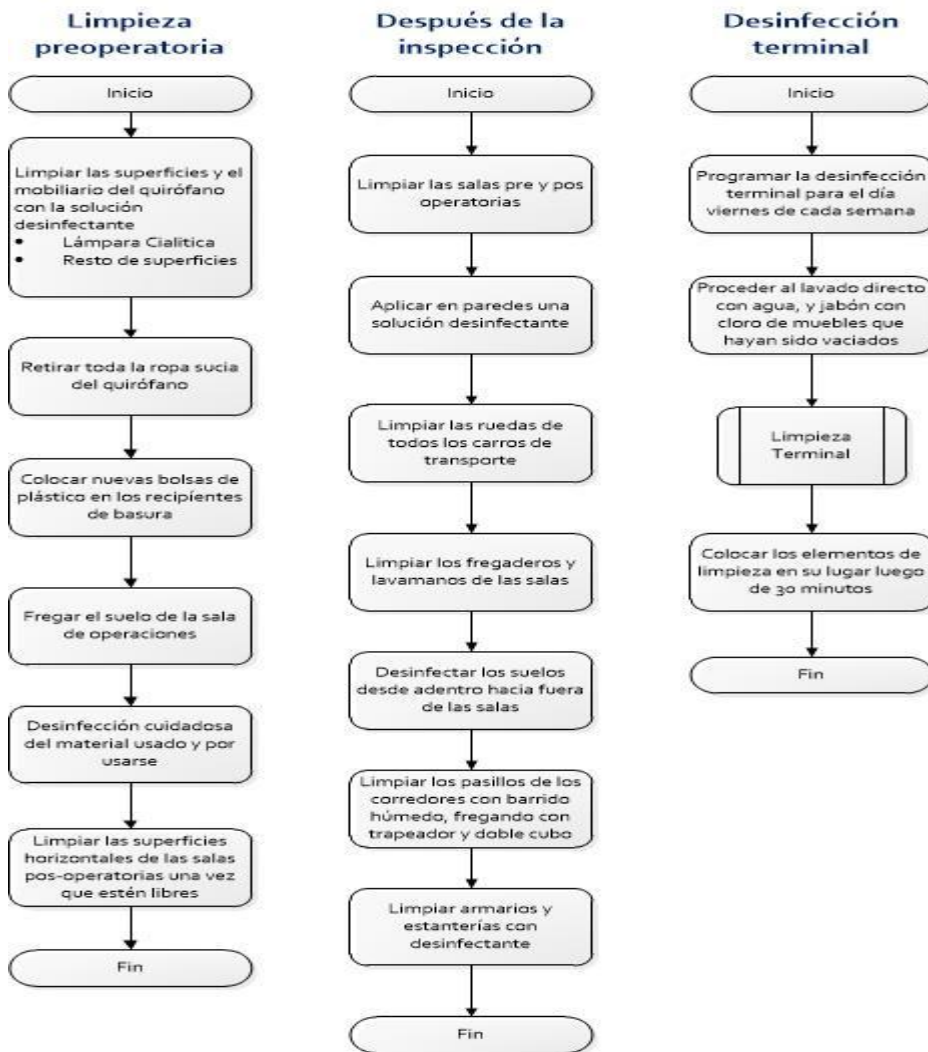 Limpieza
preoperatoria
Inicio
Limpiar las superficies y el
mobiliario del quirófano
con la solución
desinfectante
• Lámpara Cialítica
• Resto de superficies
Retirar toda la ropa sucia
del quirófano
Colocar nuevas bolsas de
plástico en los recipientes
de basura
Fregar el suelo de la sala
de operaciones
Desinfección cuidadosa
del material usado y por
usarse
Limpiar las superficies
horizontales de las salas
pos-operatorias una vez
que estén libres
Fin
Después de la
inspección
Inicio
Limpiar las salas pre y pos
operatorias
Aplicar en paredes una
solución desinfectante
Limpiar las ruedas de
todos los carros de
transporte
Limpiar los fregaderos y
lavamanos de las salas
Desinfectar los suelos
desde adentro hacia fuera
de las salas
Limpiar los pasillos de los
corredores con barrido
húmedo, fregando con
trapeador y doble cubo
Limpiar armarios y
estanterías con
desinfectante
Fin
Desinfección
terminal
Inicio
Programar la desinfección
terminal para el día
viernes de cada semana
Proceder al lavado directo
con agua, y jabón con
cloro de muebles que
hayan sido vaciados
Limpieza
Terminal
Colocar los elementos de
limpieza en su lugar luego
de 30 minutos
Fin